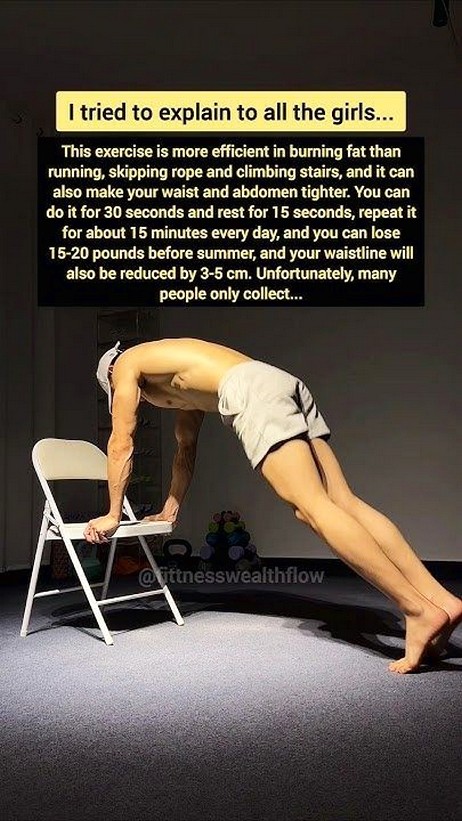 I tried to explain to all the girls...
This exercise is more efficient in burning fat than
running, skipping rope and climbing stairs, and it can
also make your waist and abdomen tighter. You can
do it for 30 seconds and rest for 15 seconds, repeat it
for about 15 minutes every day, and you can lose
15-20 pounds before summer, and your waistline will
also be reduced by 3-5 cm. Unfortunately, many
people only collect...
@fittnesswealthflow